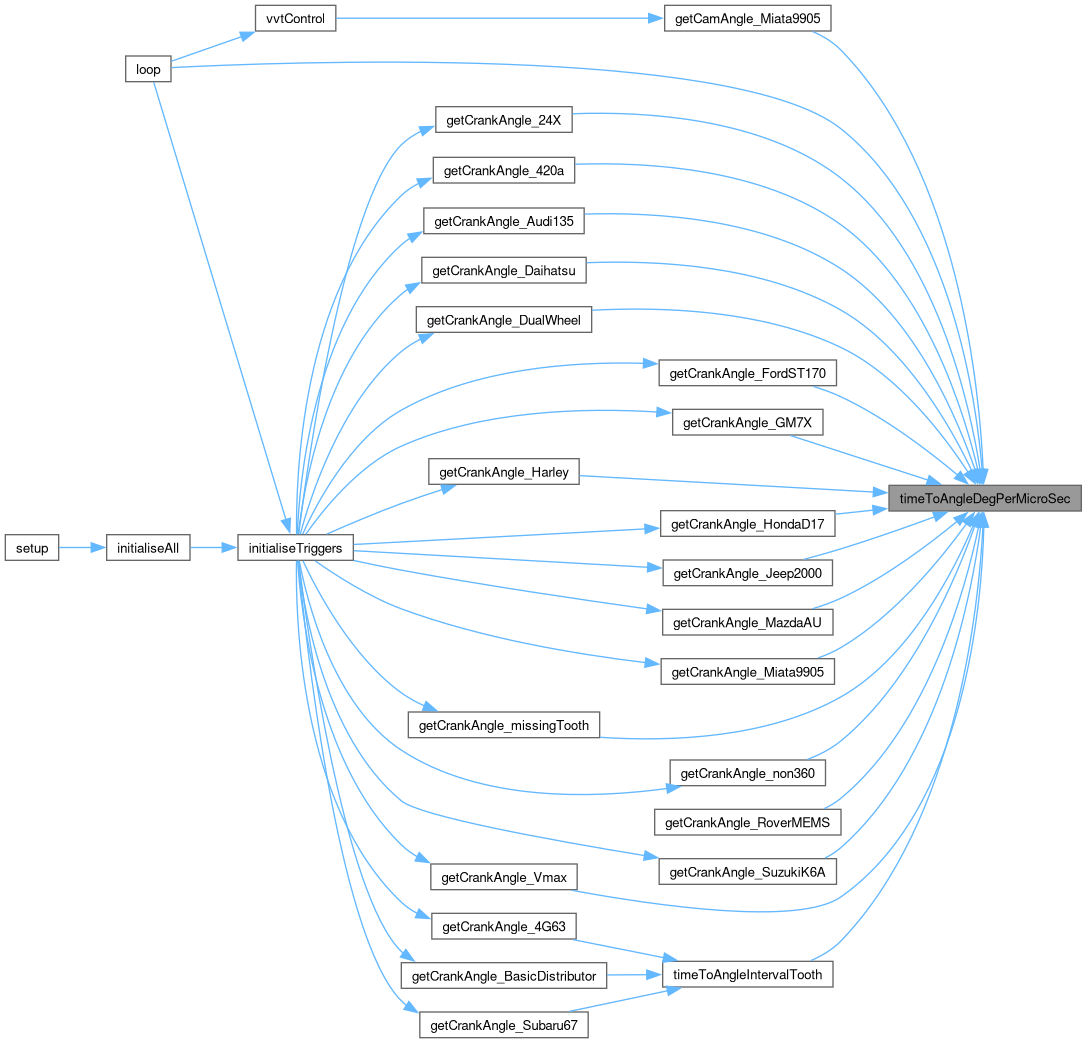 vvtControl
getCamAngle_Miata9905
loop
getCrankAngle_24X
getCrankAngle_420a
getCrankAngle_Audi135
getCrankAngle_Daihatsu
getCrankAngle_DualWheel
getCrankAngle_FordST170
getCrankAngle_GM7X
getCrankAngle_Harley
timeToAngleDegPerMicroSec
getCrankAngle_HondaD17
setup
initialiseAll
initialiseTriggers
getCrankAngle_Jeep2000
getCrankAngle_MazdaAU
getCrankAngle_Miata9905
getCrankAngle_missingTooth
getCrankAngle_non360
getCrankAngle_RoverMEMS
getCrankAngle_SuzukiK6A
getCrankAngle_Vmax
getCrankAngle_4G63
getCrankAngle_BasicDistributor
timeToAngleIntervalTooth
getCrankAngle_Subaru67